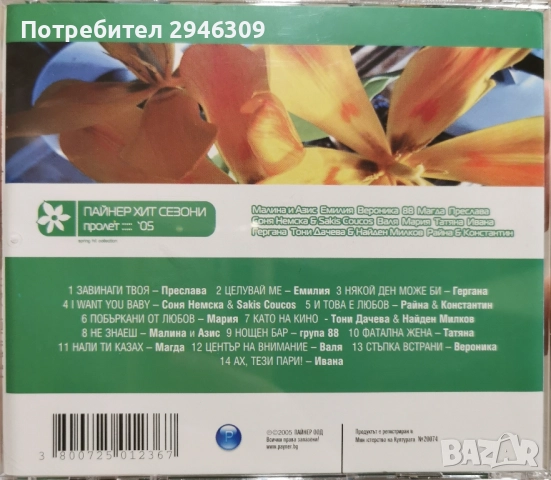 Потребител 2946309
ПАЙНЕР ХИТ СЕЗОНИ
пролет :::: '05
spring hit collection
Малина и Азис Емилия Вероника 88 Магда Преслава
Соня Немска & Sakis Coucos Валя Мария Татяна Ивана
Гергана Тони Дачева & Найден Милков Райна & Константин
1 ЗАВИНАГИ ТВОЯ – Преслава 2 ЦЕЛУВАЙ МЕ – Емилия 3 НЯКОЙ ДЕН МОЖЕ БИ – Гергана
4 I WANT YOU BABY – Соня Немска & Sakis Coucos 5 И ТОВА Е ЛЮБОВ – Райна & Константин
6 ПОБЪРКАНИ ОТ ЛЮБОВ – Мария 7 КАТО НА КИНО - Тони Дачева & Найден Милков
8 НЕ ЗНАЕШ – Малина и Азис 9 НОЩЕН БАР – група 88 10 ФАТАЛНА ЖЕНА – Татяна
11 НАЛИ ТИ КАЗАХ – Магда 12 ЦЕНТЪР НА ВНИМАНИЕ – Валя 13 СТЪПКА ВСТРАНИ – Вероника
14 АХ, ТЕЗИ ПАРИ! – Ивана
3 800725 012367
P
℗©2005 ПАЙНЕР ООД
Всички права запазени!
www.payner.bg
Продуктът е регистриран в
Министерство на Културата №20074
BAZAR